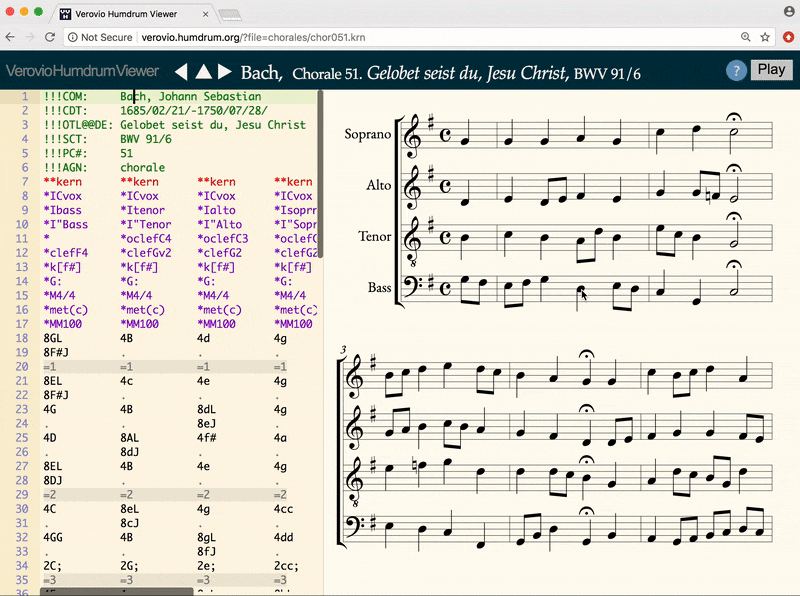 Verovio Humdrum Viewer
Not Secure verovio.humdrum.org/?file=chorales/chor051.krn
VerovioHumdrumViewer Bach, Chorale 51. Gelobet seist du, Jesu Christ, BWV 91/6 ? Play
1 !!!COM: Bach, Johann Sebastian
2 !!!CDT: 1685/02/21/-1750/07/28/
3 !!!OTL@@DE: Gelobet seist du, Jesu Christ
4 !!!SCT: BWV 91/6
5 !!!PC#: 51
6 !!!AGN: chorale
7 **kern **kern **kern **kern
8 *ICvox *ICvox *ICvox *ICvox
9 *Ibass *Itenor *Ialto *Isoprn
10 *I"Bass *I"Tenor *I"Alto *I"Sopr
11 * *oclefC4 *oclefC3 *oclefC
12 *clefF4 *clefGv2 *clefG2 *clefG2
13 *k[f#] *k[f#] *k[f#] *k[f#]
14 *G: *G: *G: *G:
15 *M4/4 *M4/4 *M4/4 *M4/4
16 *met(c) *met(c) *met(c) *met(c)
17 *MM100 *MM100 *MM100 *MM100
18 8GL 4B 4d 4g
19 8F#J . . .
20 =1 =1 =1 =1
21 8EL 4c 4e 4g
22 8F#J . . .
23 4G 4B 8dL 4g
24 . . 8eJ .
25 4D 8AL 4f# 4a
26 . 8dJ . .
27 8EL 4B 4e 4g
28 8DJ . . .
29 =2 =2 =2 =2
30 4C 8eL 4g 4cc
31 . 8cJ . .
32 4GG 4B 8gL 4dd
33 . . 8fJ .
34 2C; 2G; 2e; 2cc;
35 =3 =3 =3 =3
36
Soprano
Alto
Tenor
Bass
3